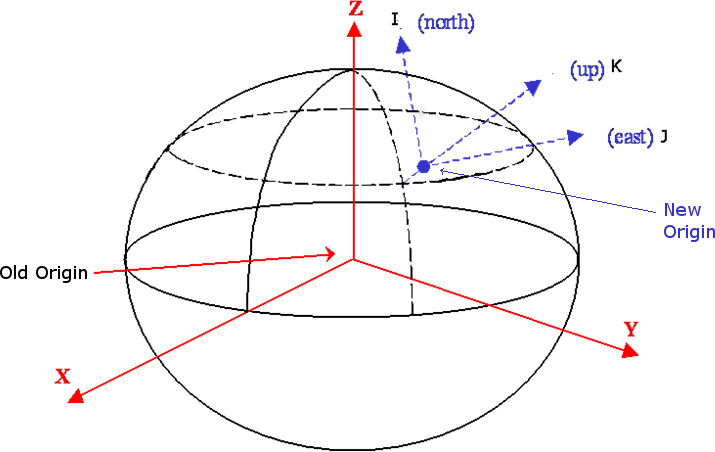 Z
I (north)
(up) K
(east) J
New
Origin
Old Origin
Y
X